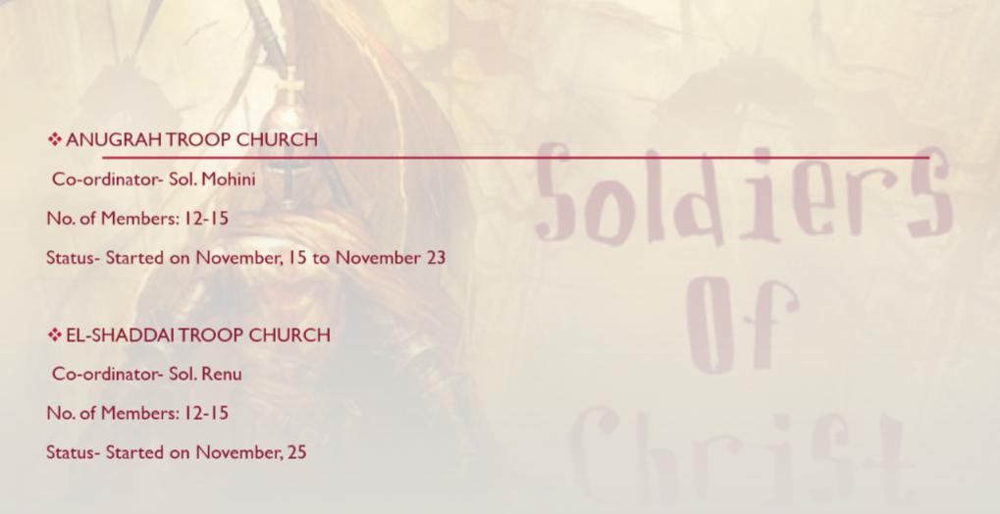 ❖ ANUGRAH TROOP CHURCH
Co-ordinator- Sol. Mohini
No. of Members: 12-15
Status- Started on November, 15 to November 23
❖ EL-SHADDAI TROOP CHURCH
Co-ordinator- Sol. Renu
No. of Members: 12-15
Status- Started on November, 25
Soldiers
Of
Christ